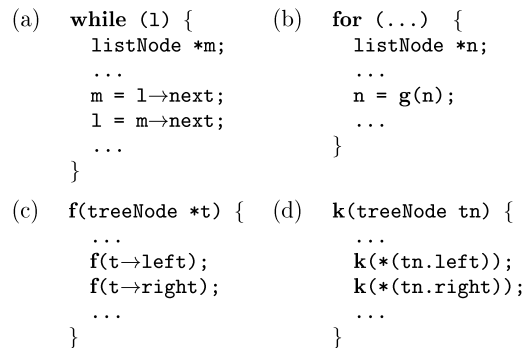 (a) while (l) {
listNode *m;
...
m = l→next;
l = m→next;
...
}
(b) for (...) {
listNode *n;
...
n = g(n);
...
}
(c) f(treeNode *t) {
...
f(t→left);
f(t→right);
...
}
(d) k(treeNode tn) {
...
k(*(tn.left));
k(*(tn.right));
...
}